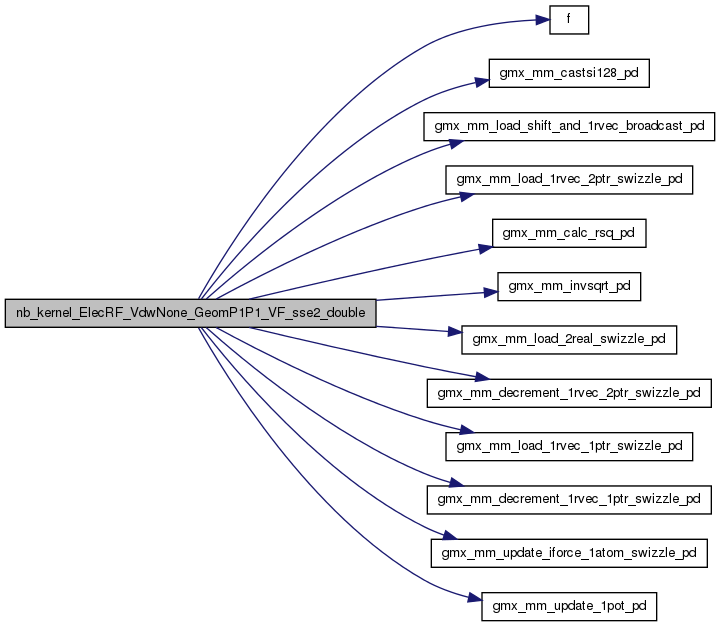 f
gmx_mm_castsi128_pd
gmx_mm_load_shift_and_1rvec_broadcast_pd
gmx_mm_load_1rvec_2ptr_swizzle_pd
gmx_mm_calc_rsq_pd
gmx_mm_invsqrt_pd
nb_kernel_ElecRF_VdwNone_GeomP1P1_VF_sse2_double
gmx_mm_load_2real_swizzle_pd
gmx_mm_decrement_1rvec_2ptr_swizzle_pd
gmx_mm_load_1rvec_1ptr_swizzle_pd
gmx_mm_decrement_1rvec_1ptr_swizzle_pd
gmx_mm_update_iforce_1atom_swizzle_pd
gmx_mm_update_1pot_pd